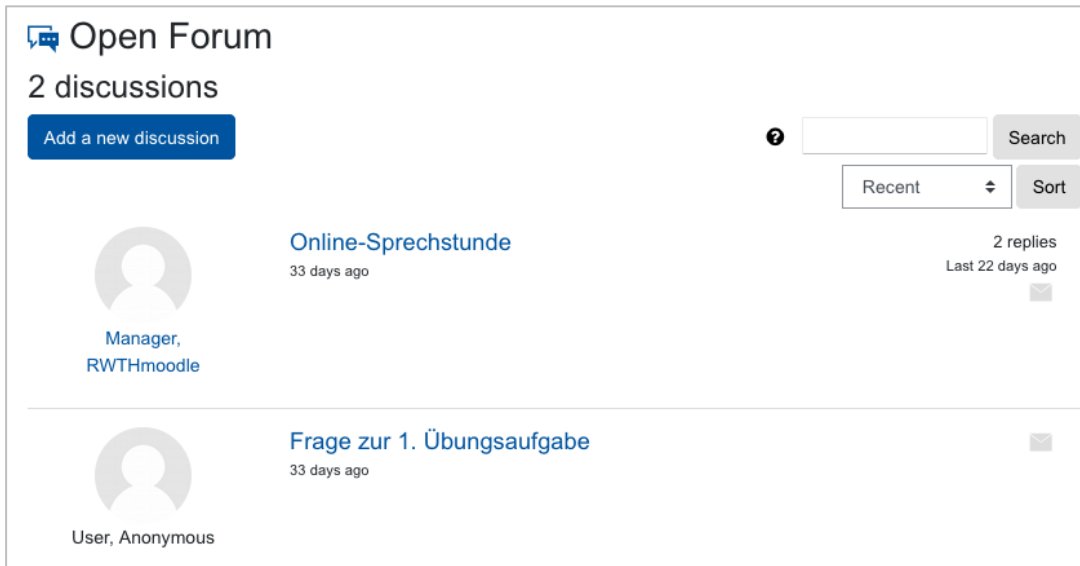 Open Forum
2 discussions
Add a new discussion
Search
Recent
Sort
Online-Sprechstunde
2 replies
33 days ago
Last 22 days ago
Manager,
RWTHmoodle
Frage zur 1. Übungsaufgabe
33 days ago
User, Anonymous